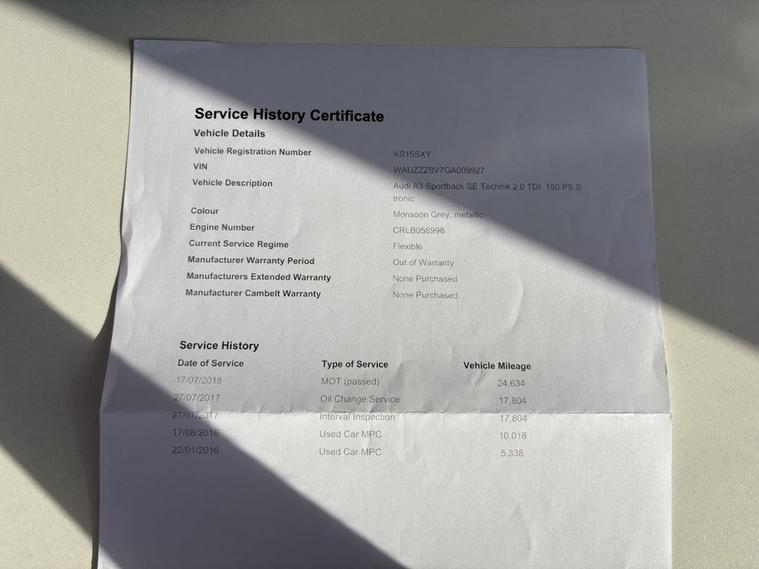 Service History Certificate
Vehicle Details
Vehicle Registration Number KS15SXY
VIN WAUZZZ8V7GA009927
Vehicle Description Audi A3 Sportback SE Technik 2.0 TDI 150 PS S
tronic
Colour Monsoon Grey, metallic
Engine Number CRLB058998
Current Service Regime Flexible
Manufacturer Warranty Period Out of Warranty
Manufacturers Extended Warranty None Purchased
Manufacturer Cambelt Warranty None Purchased
Service History
Date of Service Type of Service Vehicle Mileage
17/07/2018 MOT (passed) 24,634
27/07/2017 Oil Change Service 17,804
27/07/2017 Interval Inspection 17,804
17/08/2016 Used Car MPC 10,018
22/01/2016 Used Car MPC 5,338